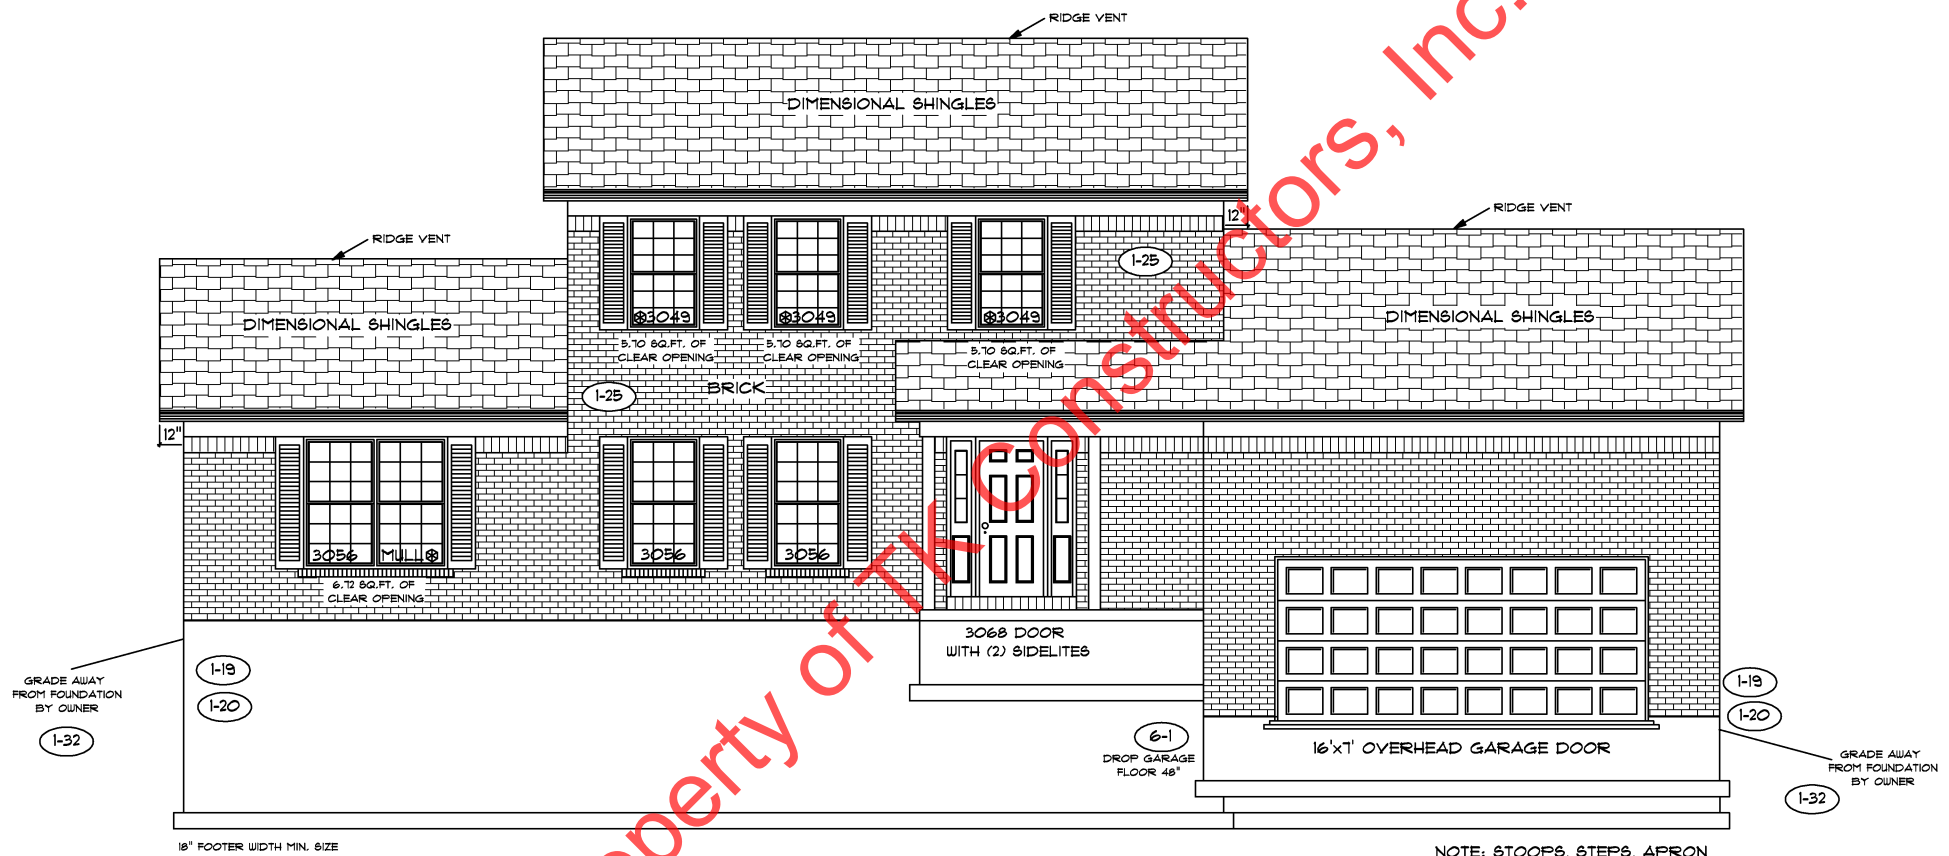 RIDGE VENT
DIMENSIONAL SHINGLES
12"
RIDGE VENT
RIDGE VENT
1-25
DIMENSIONAL SHINGLES
DIMENSIONAL SHINGLES
3049
3049
3049
5.70 SQ.FT. OF
CLEAR OPENING
5.70 SQ.FT. OF
CLEAR OPENING
5.70 SQ.FT. OF
CLEAR OPENING
BRICK
1-25
12"
3056
MULL
3056
3056
6.72 SQ.FT. OF
CLEAR OPENING
3068 DOOR
WITH (2) SIDELITES
1-19
1-20
GRADE AWAY
FROM FOUNDATION
BY OWNER
1-32
1-19
1-20
6-1
DROP GARAGE
FLOOR 48"
16'x7' OVERHEAD GARAGE DOOR
GRADE AWAY
FROM FOUNDATION
BY OWNER
1-32
18" FOOTER WIDTH MIN. SIZE
NOTE: STOOPS, STEPS, APRON
operty of TK Constructors, Inc.